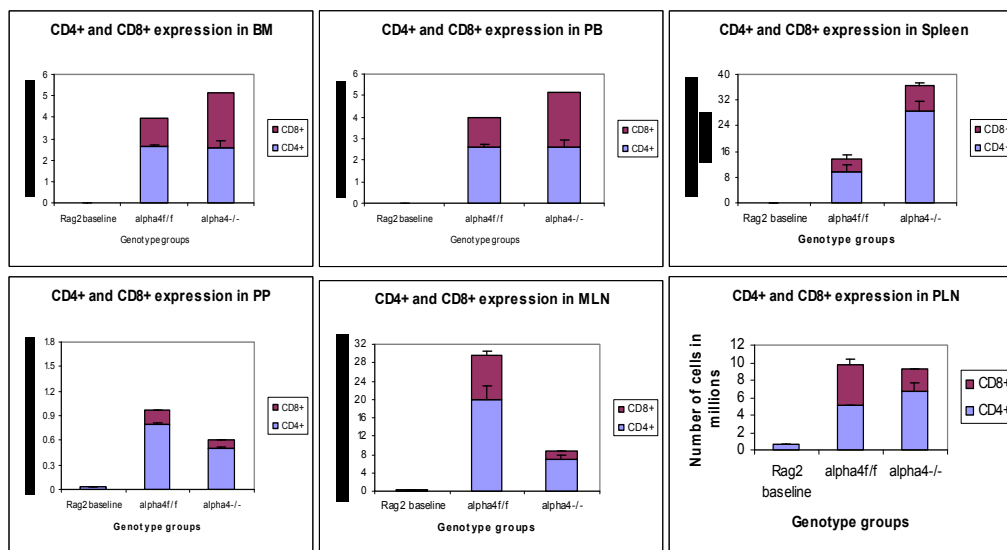 CD4+ and CD8+ expression in BM
6
5
4
3
2
1
0
Rag2 baseline alpha4f/f alpha4-/-
Genotype groups
CD8+
CD4+
CD4+ and CD8+ expression in PB
6
5
4
3
2
1
0
Rag2 baseline alpha4f/f alpha4-/-
Genotype groups
CD8+
CD4+
CD4+ and CD8+ expression in Spleen
40
32
24
16
8
0
Rag2 baseline alpha4f/f alpha4-/-
Genotype groups
CD8+
CD4+
CD4+ and CD8+ expression in PP
1.8
1.5
1.2
0.9
0.6
0.3
0
Rag2 baseline alpha4f/f alpha4-/-
Genotype groups
CD8+
CD4+
CD4+ and CD8+ expression in MLN
32
28
24
20
16
12
8
4
0
Rag2 baseline alpha4f/f alpha4-/-
Genotype groups
CD8+
CD4+
CD4+ and CD8+ expression in PLN
Number of cells in
millions
12
10
8
6
4
2
0
Rag2 alpha4f/f alpha4-/-
baseline
Genotype groups
CD8+
CD4+